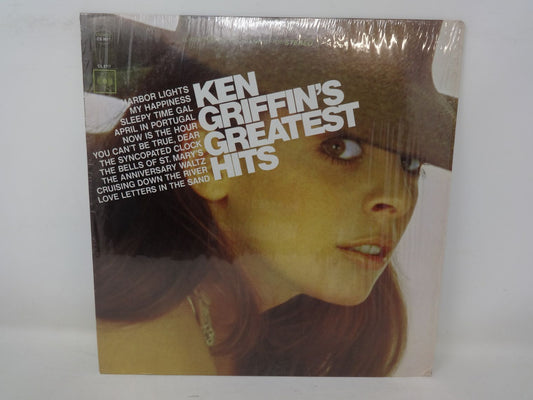 STEREO
HARBOR LIGHTS
MY HAPPINESS
SLEEPY TIME GAL
APRIL IN PORTUGAL
NOW IS THE HOUR
YOU CAN'T BE TRUE, DEAR
THE SYNCOPATED CLOCK
THE BELLS OF ST. MARY'S
THE ANNIVERSARY WALTZ
CRUISING DOWN THE RIVER
LOVE LETTERS IN THE SAND
KEN
GRIFFIN'S
GREATEST
HITS